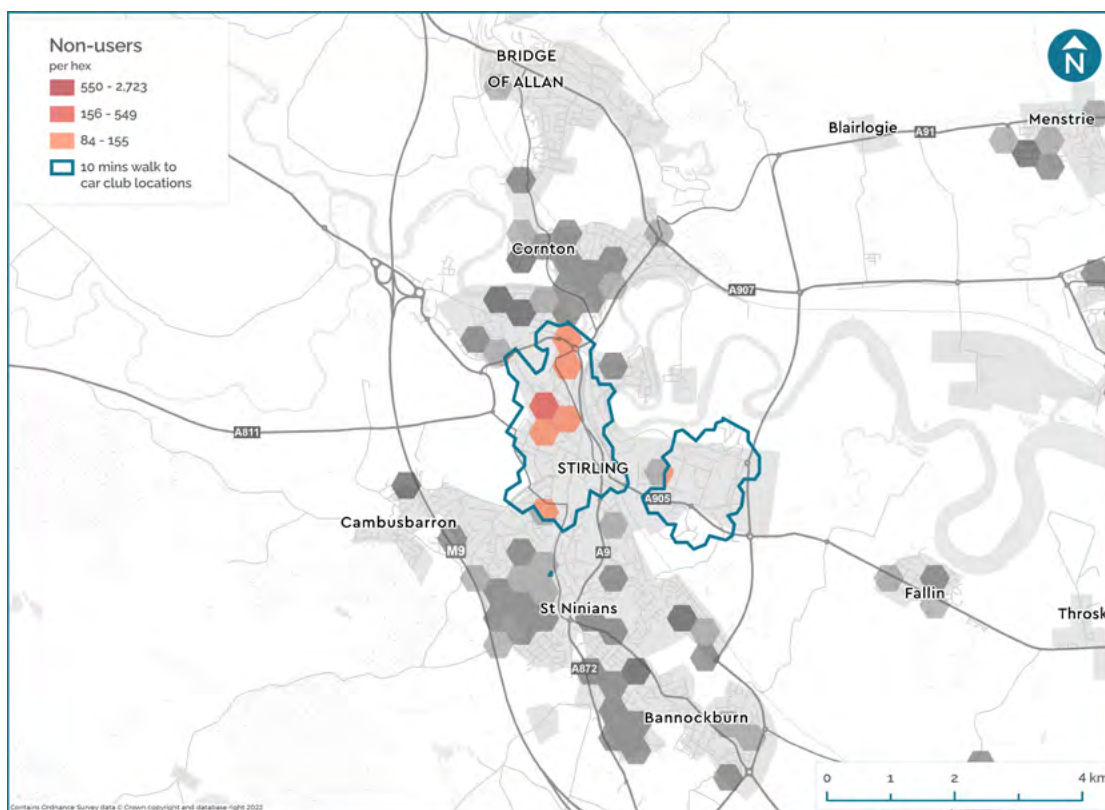 Non-users
per hex
550 - 2,723
156 - 549
84 - 155
10 mins walk to
car club locations
BRIDGE
OF ALLAN
N
Blairlogie
A91
Menstrie
Cornton
A907
A811
STIRLING
A905
Cambusbarron
M9
A9
St Ninians
Fallin
Throsk
A872
Bannockburn
0 1 2 4 km
Contains Ordnance Survey data © Crown copyright and database right 2022